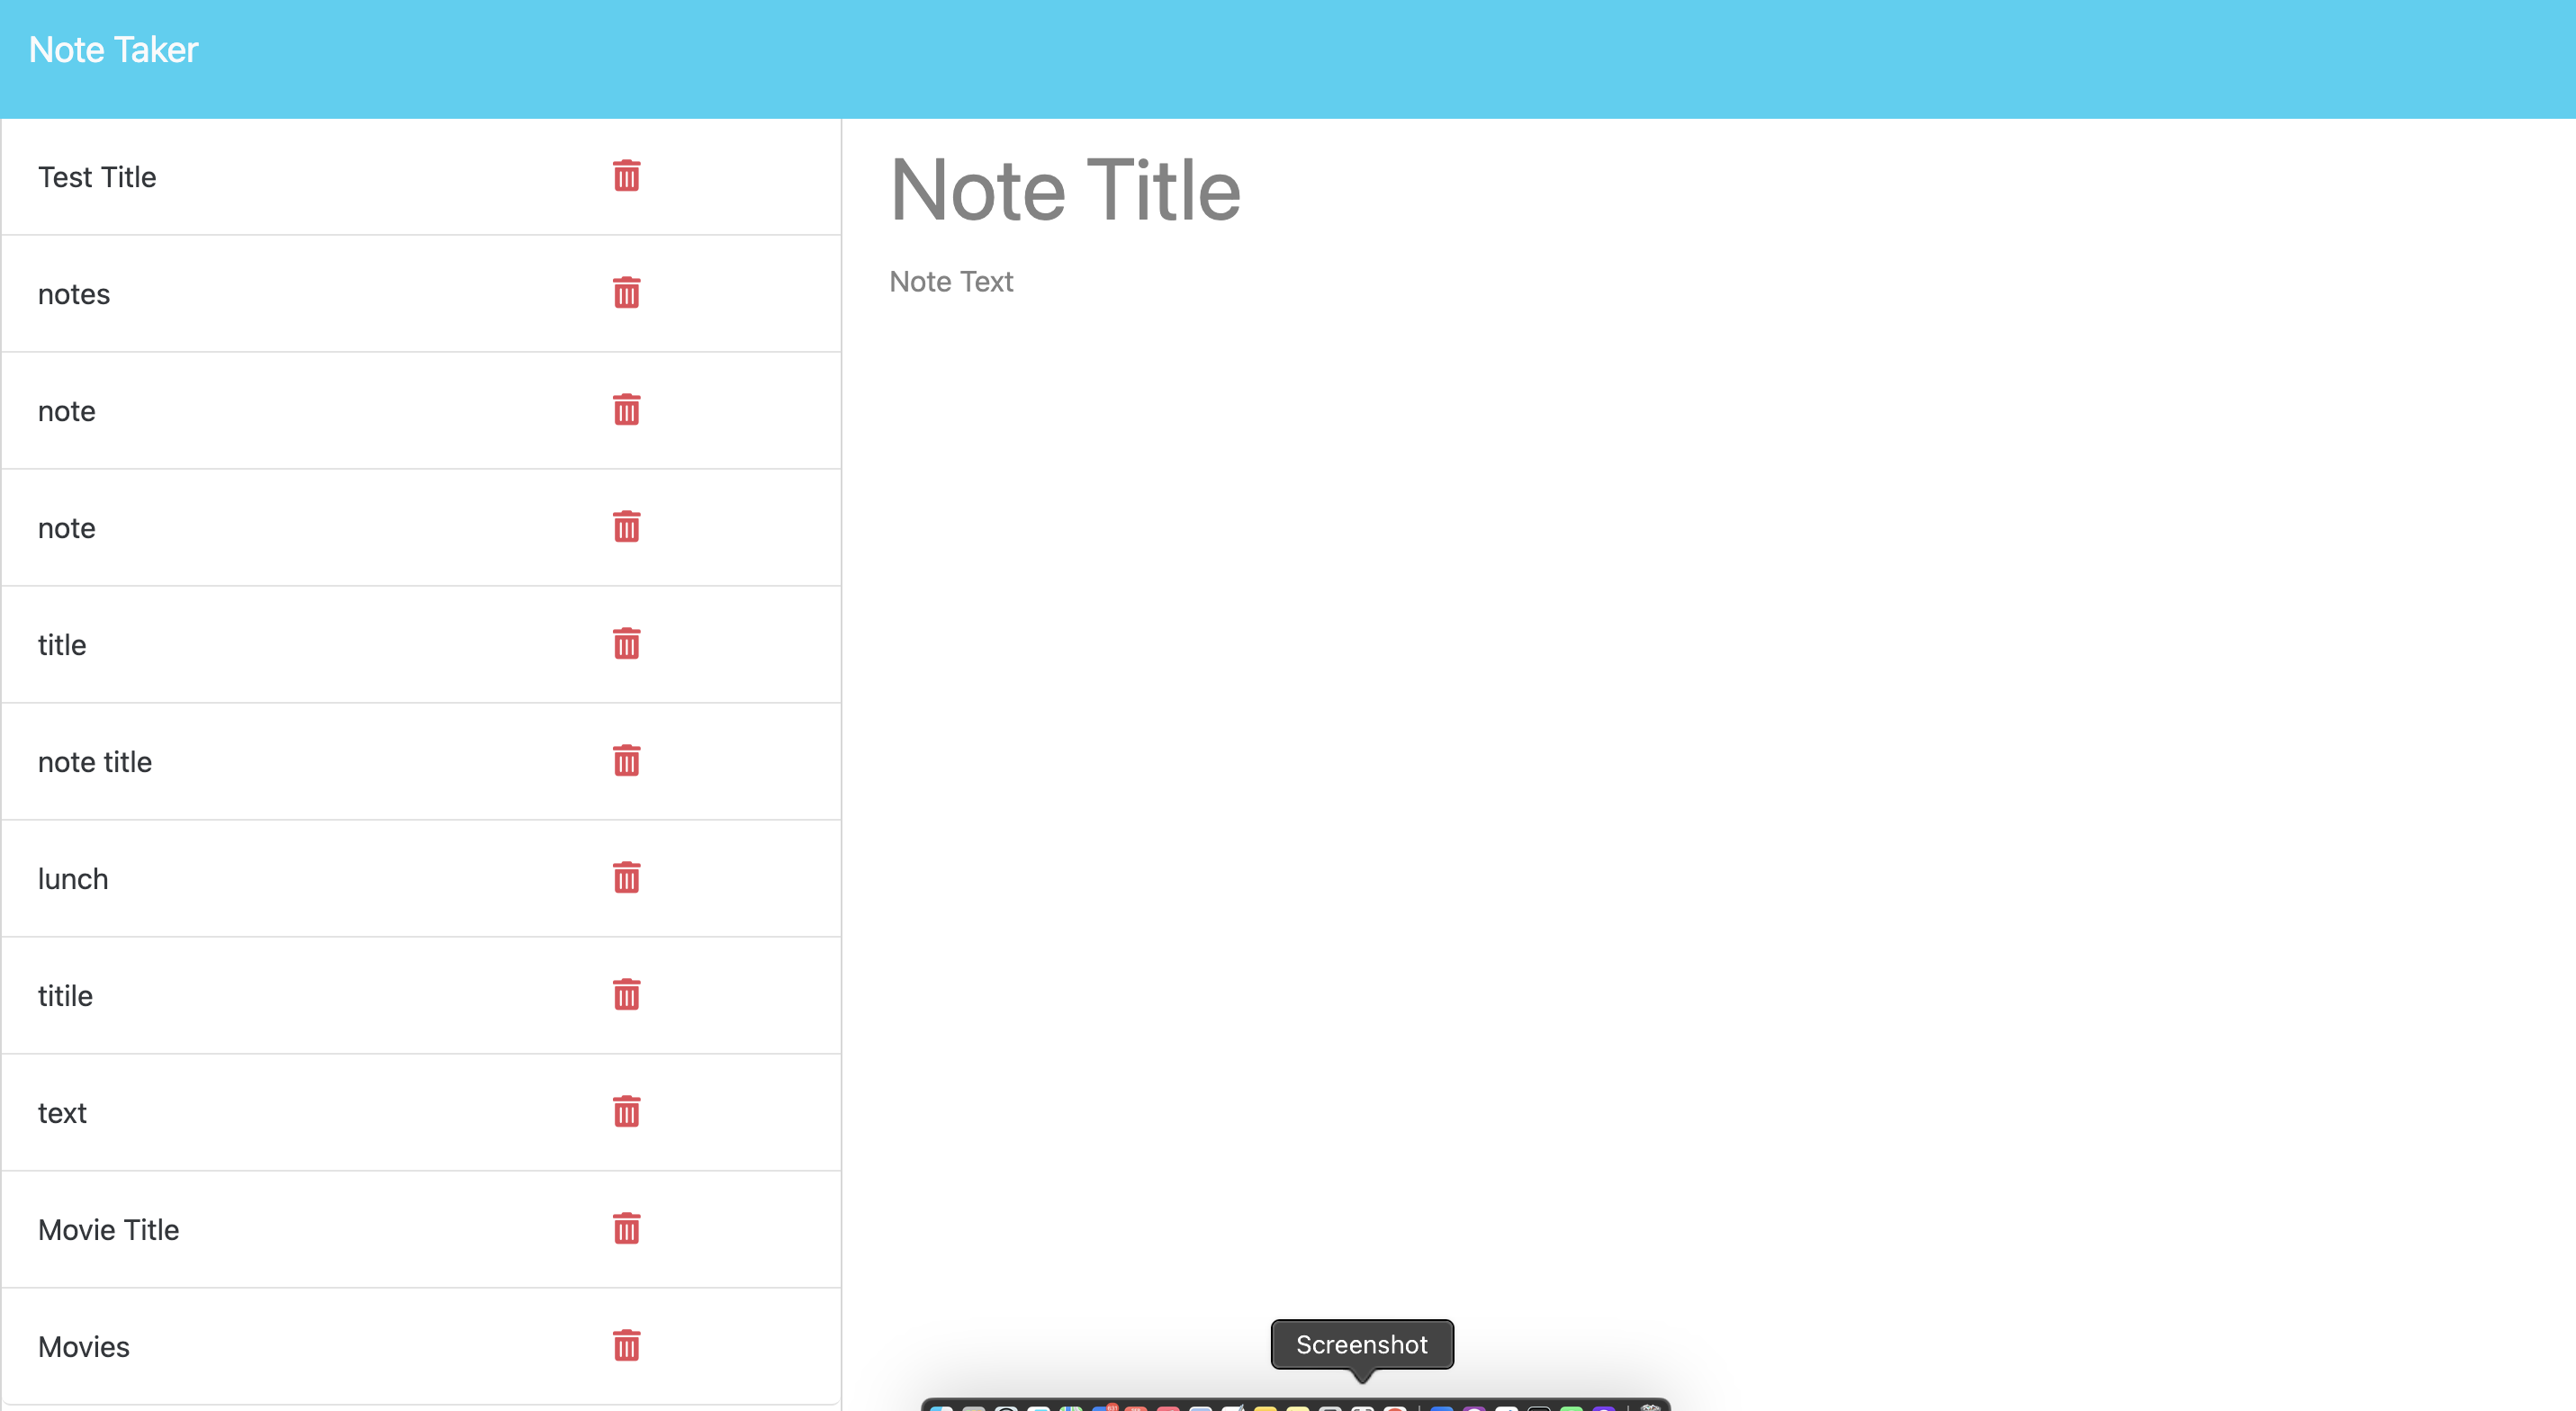 Note Taker
Test Title
notes
note
note
title
note title
lunch
titile
text
Movie Title
Movies
Note Title
Note Text
Screenshot